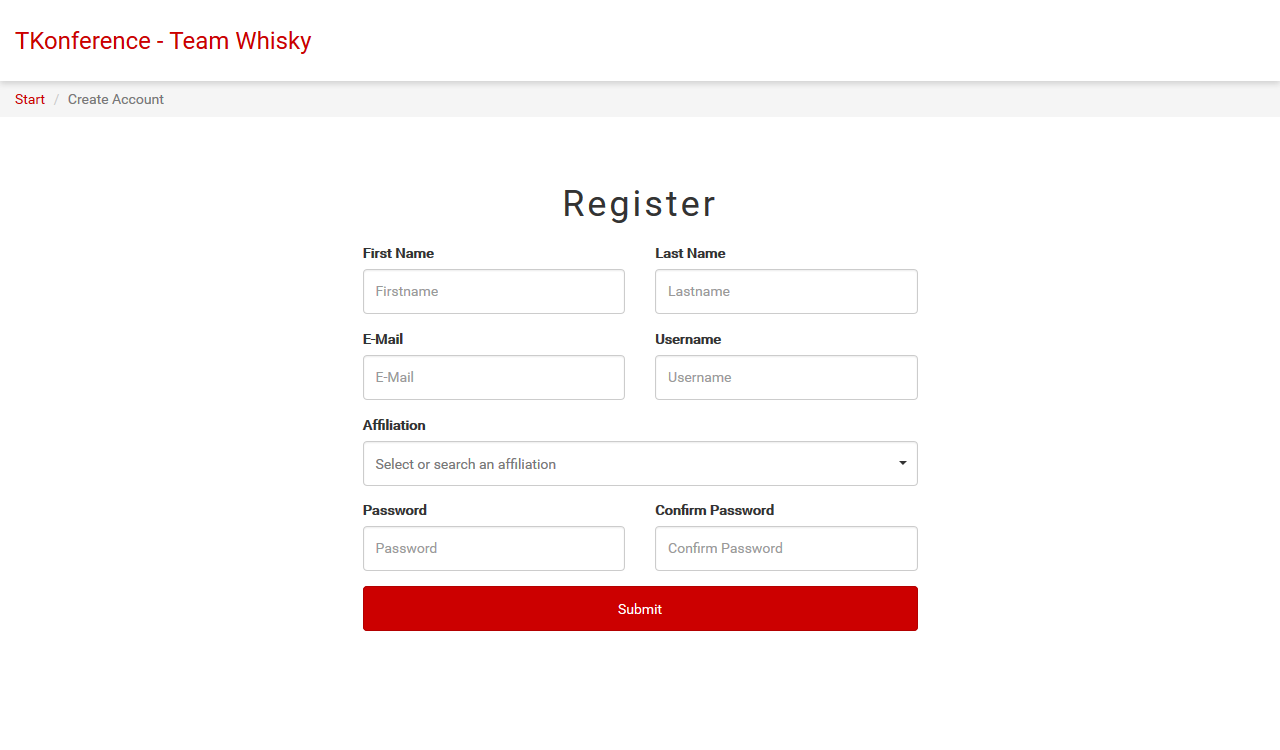 TKonference - Team Whisky
Start / Create Account
Register
First Name Last Name
Firstname Lastname
E-Mail Username
E-Mail Username
Affiliation
Select or search an affiliation
Password Confirm Password
Password Confirm Password
Submit